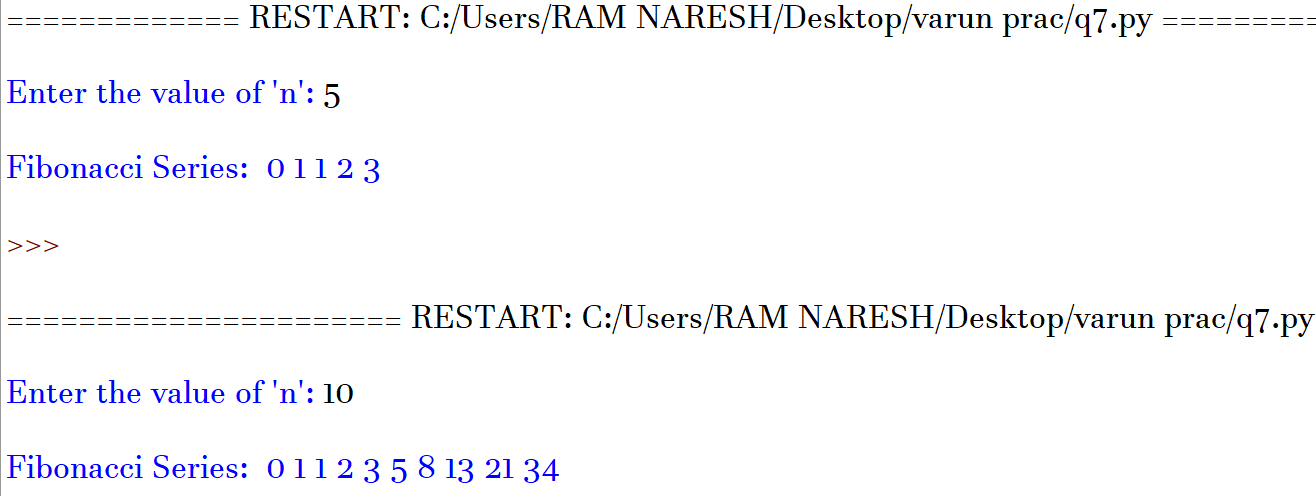 ============= RESTART: C:/Users/RAM NARESH/Desktop/varun prac/q7.py =========
Enter the value of 'n': 5
Fibonacci Series:  0 1 1 2 3
>>>
====================== RESTART: C:/Users/RAM NARESH/Desktop/varun prac/q7.py
Enter the value of 'n': 10
Fibonacci Series:  0 1 1 2 3 5 8 13 21 34